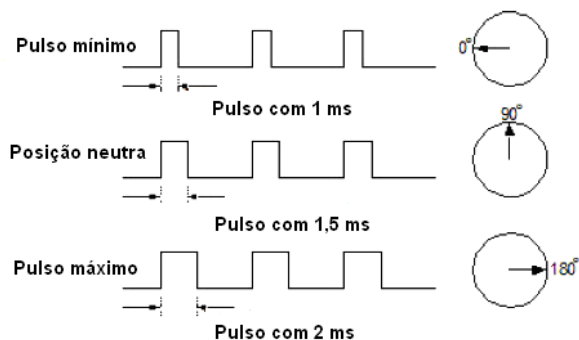 Pulso mínimo
0°
Pulso com 1 ms
Posição neutra
90°
Pulso com 1,5 ms
Pulso máximo
180°
Pulso com 2 ms